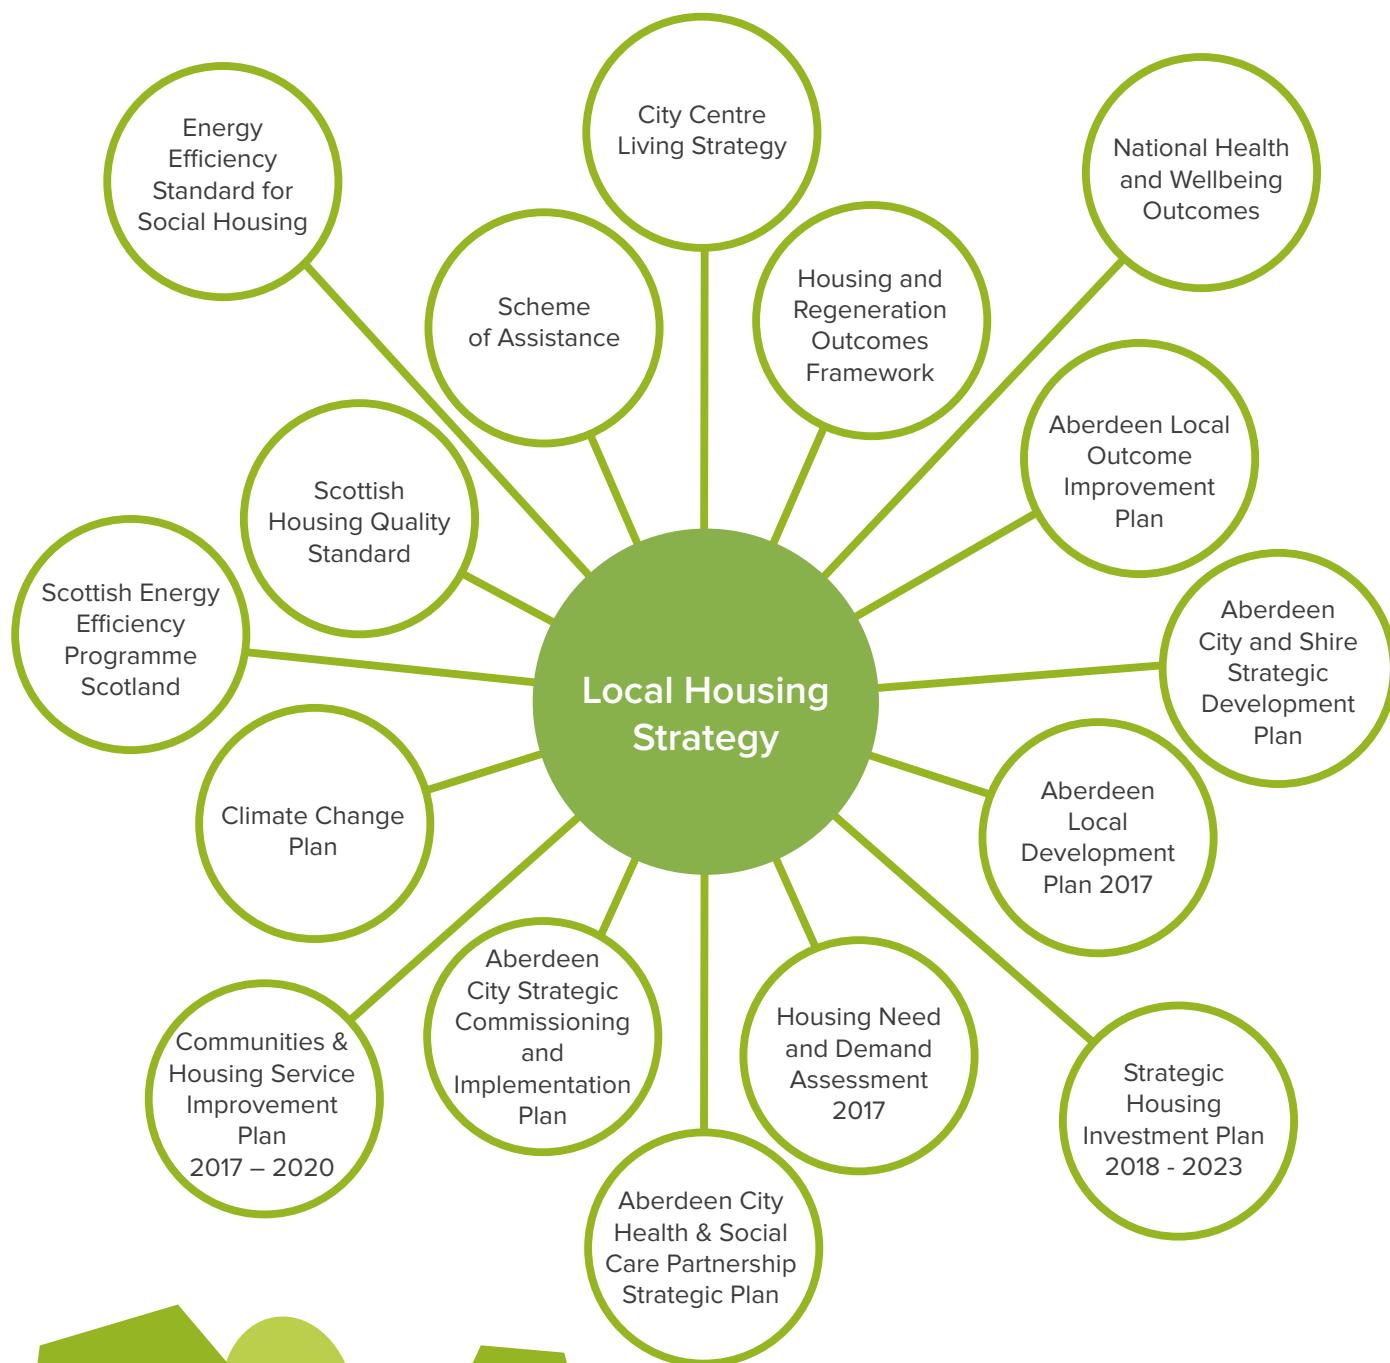 City Centre
Living Strategy
Energy
Efficiency
Standard for
Social Housing
National Health
and Wellbeing
Outcomes
Scheme
of Assistance
Housing and
Regeneration
Outcomes
Framework
Aberdeen Local
Outcome
Improvement
Plan
Scottish
Housing Quality
Standard
Scottish Energy
Efficiency
Programme
Scotland
Aberdeen
City and Shire
Strategic
Development
Plan
Local Housing
Strategy
Climate Change
Plan
Aberdeen
Local
Development
Plan 2017
Communities &
Housing Service
Improvement
Plan
2017 – 2020
Aberdeen
City Strategic
Commissioning
and
Implementation
Plan
Housing Need
and Demand
Assessment
2017
Strategic
Housing
Investment Plan
2018 - 2023
Aberdeen City
Health & Social
Care Partnership
Strategic Plan